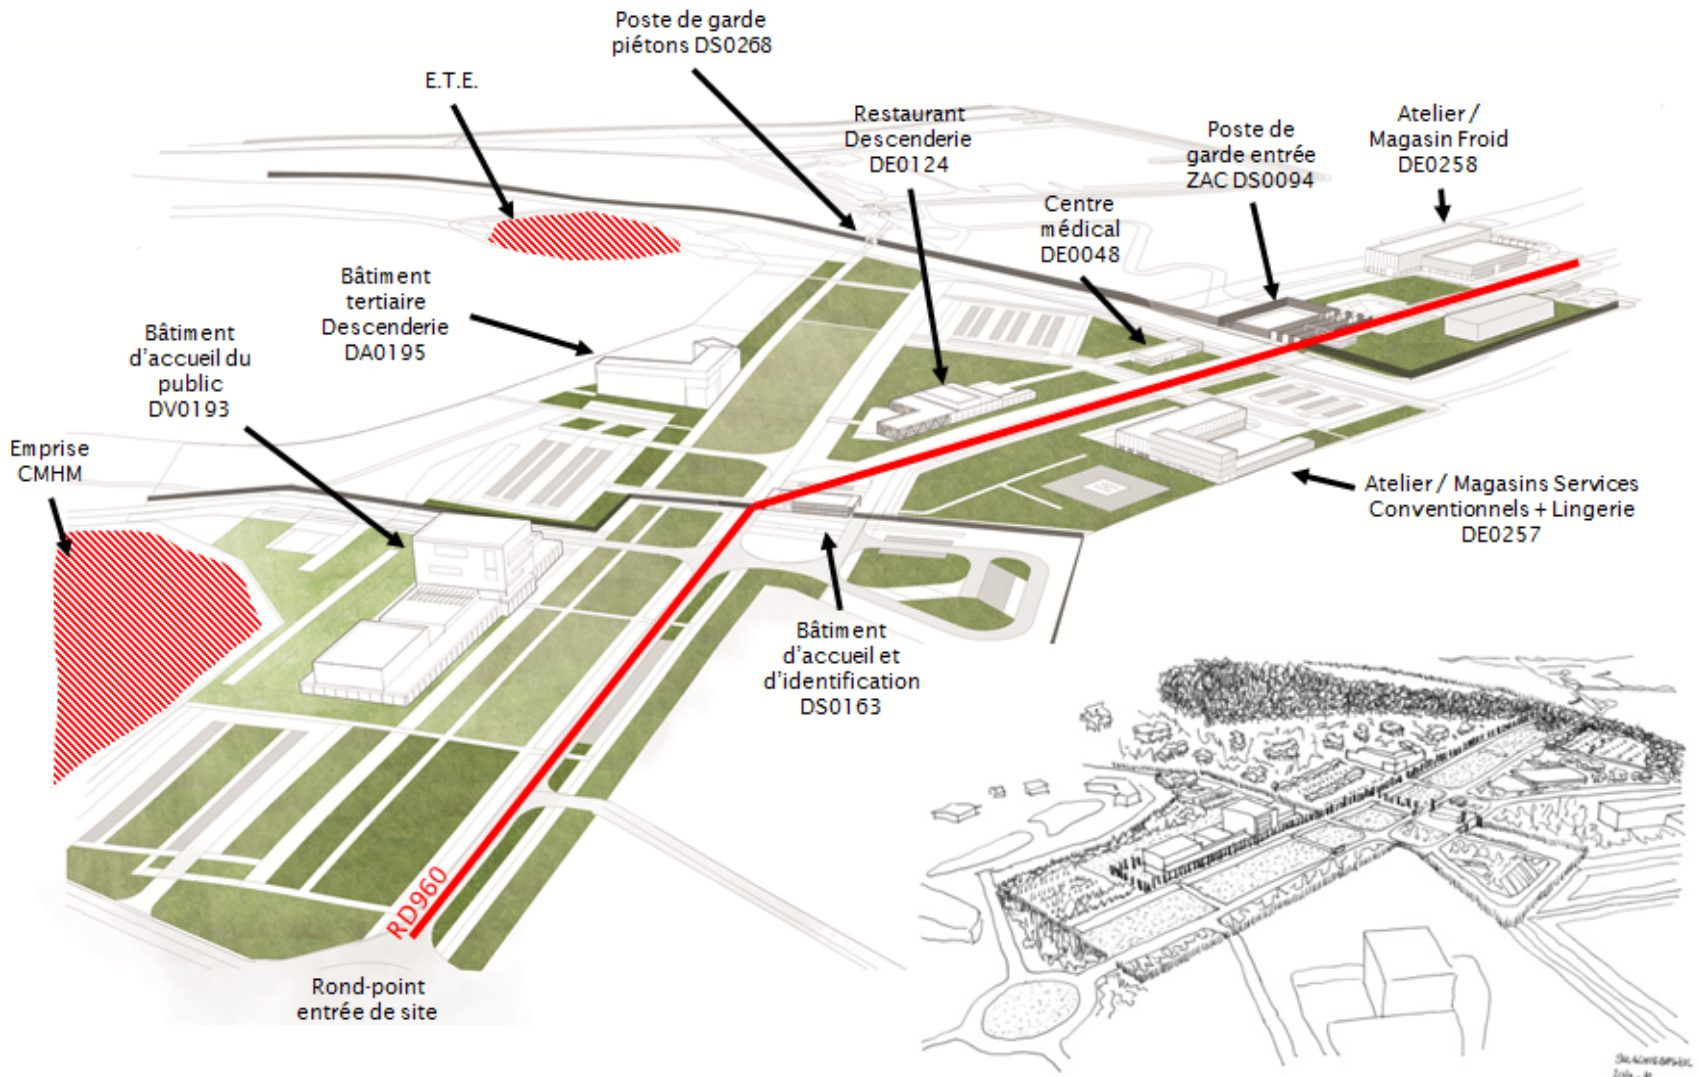 Poste de garde
piétons DS0268
E.T.E.
Restaurant
Descenderie
DE0124
Poste de
garde entrée
ZAC DS0094
Atelier /
Magasin Froid
DE0258
Centre
médical
DE0048
Bâtiment
tertiaire
Descenderie
DA0195
Bâtiment
d'accueil du
public
DV0193
Emprise
CMHM
Atelier / Magasins Services
Conventionnels + Lingerie
DE0257
Bâtiment
d'accueil et
d'identification
DS0163
RD960
Rond-point
entrée de site